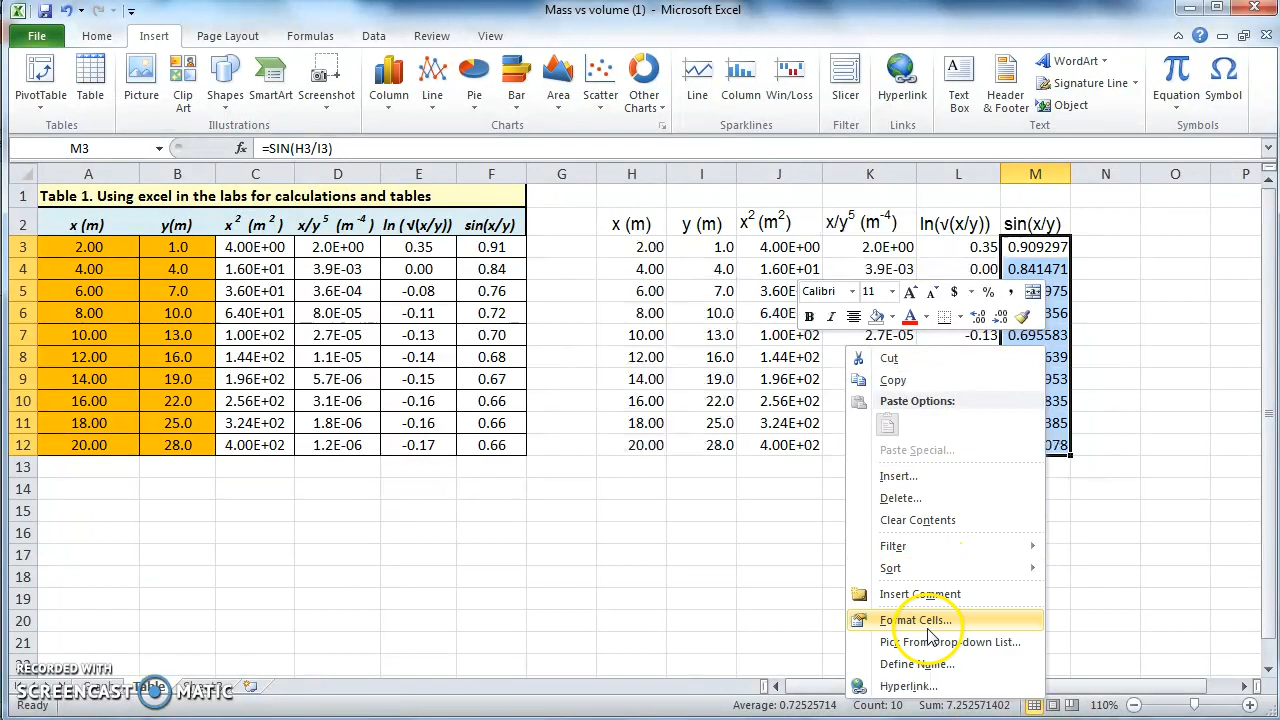 Mass vs volume (1) - Microsoft Excel
File Home Insert Page Layout Formulas Data Review View
PivotTable Table Picture Clip Art Shapes SmartArt Screenshot Column Line Pie Bar Area Scatter Other Charts Line Column Win/Loss Slicer Hyperlink Text Box Header & Footer WordArt Signature Line Object Equation Symbol
Tables Illustrations Charts Sparklines Filter Links Text Symbols
M3 fx =SIN(H3/I3)
A B C D E F G H I J K L M N O P
1 Table 1. Using excel in the labs for calculations and tables
2 x (m) y(m) x² (m²) x/y⁵ (m⁻⁴) ln (√(x/y)) sin(x/y) x (m) y (m) x² (m²) x/y⁵ (m⁻⁴) ln(√(x/y)) sin(x/y)
3 2.00 1.0 4.00E+00 2.0E+00 0.35 0.91 2.00 1.0 4.00E+00 2.0E+00 0.35 0.909297
4 4.00 4.0 1.60E+01 3.9E-03 0.00 0.84 4.00 4.0 1.60E+01 3.9E-03 0.00 0.841471
5 6.00 7.0 3.60E+01 3.6E-04 -0.08 0.76 6.00 7.0 3.60 Calibri 11 $ % , 975
6 8.00 10.0 6.40E+01 8.0E-05 -0.11 0.72 8.00 10.0 6.40 B I A 356
7 10.00 13.0 1.00E+02 2.7E-05 -0.13 0.70 10.00 13.0 1.00E+02 2.7E-05 -0.13 0.695583
8 12.00 16.0 1.44E+02 1.1E-05 -0.14 0.68 12.00 16.0 1.44E+02 Cut 639
9 14.00 19.0 1.96E+02 5.7E-06 -0.15 0.67 14.00 19.0 1.96E+02 Copy 953
10 16.00 22.0 2.56E+02 3.1E-06 -0.16 0.66 16.00 22.0 2.56E+02 Paste Options: 835
11 18.00 25.0 3.24E+02 1.8E-06 -0.16 0.66 18.00 25.0 3.24E+02 385
12 20.00 28.0 4.00E+02 1.2E-06 -0.17 0.66 20.00 28.0 4.00E+02 Paste Special... 078
13
14 Insert...
15 Delete...
16 Clear Contents
17 Filter
18 Sort
19 Insert Comment
20 Format Cells...
21 Pick From Drop-down List...
Define Name...
Hyperlink...
RECORDED WITH
SCREENCAST MATIC
Table
Ready Average: 0.72525714 Count: 10 Sum: 7.252571402 110%